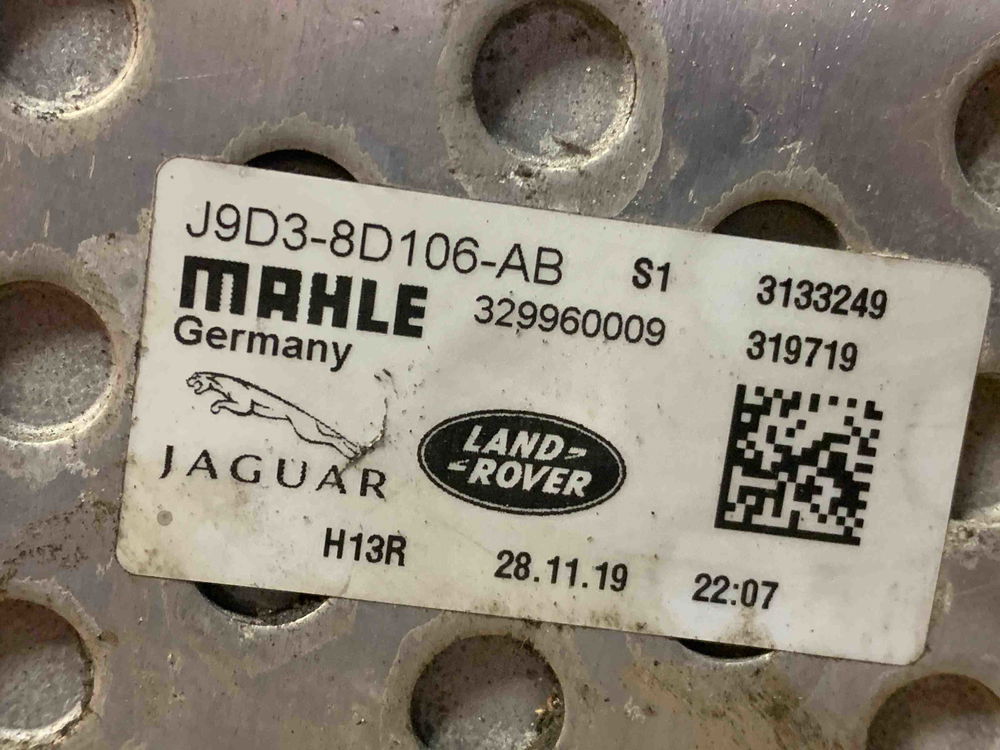 J9D3-8D106-AB S1 3133249
MAHLE 329960009 319719
Germany
JAGUAR LAND-
-ROVER
H13R 28.11.19 22:07